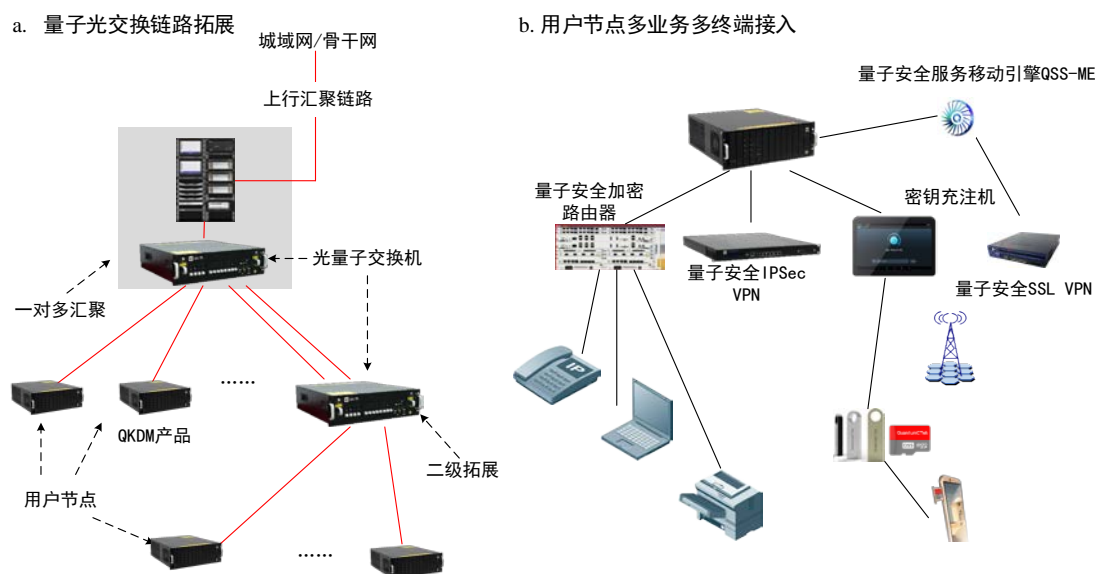 a. 量子光交换链路拓展
城域网/骨干网
上行汇聚链路
光量子交换机
一对多汇聚
……
QKDM产品
二级拓展
用户节点
……
b. 用户节点多业务多终端接入
量子安全服务移动引擎QSS-ME
量子安全加密
路由器
密钥充注机
量子安全IPSec
VPN
量子安全SSL VPN
IP